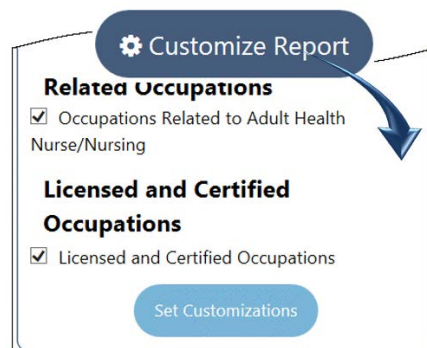 Customize Report
Related Occupations
Occupations Related to Adult Health
Nurse/Nursing
Licensed and Certified
Occupations
Licensed and Certified Occupations
Set Customizations